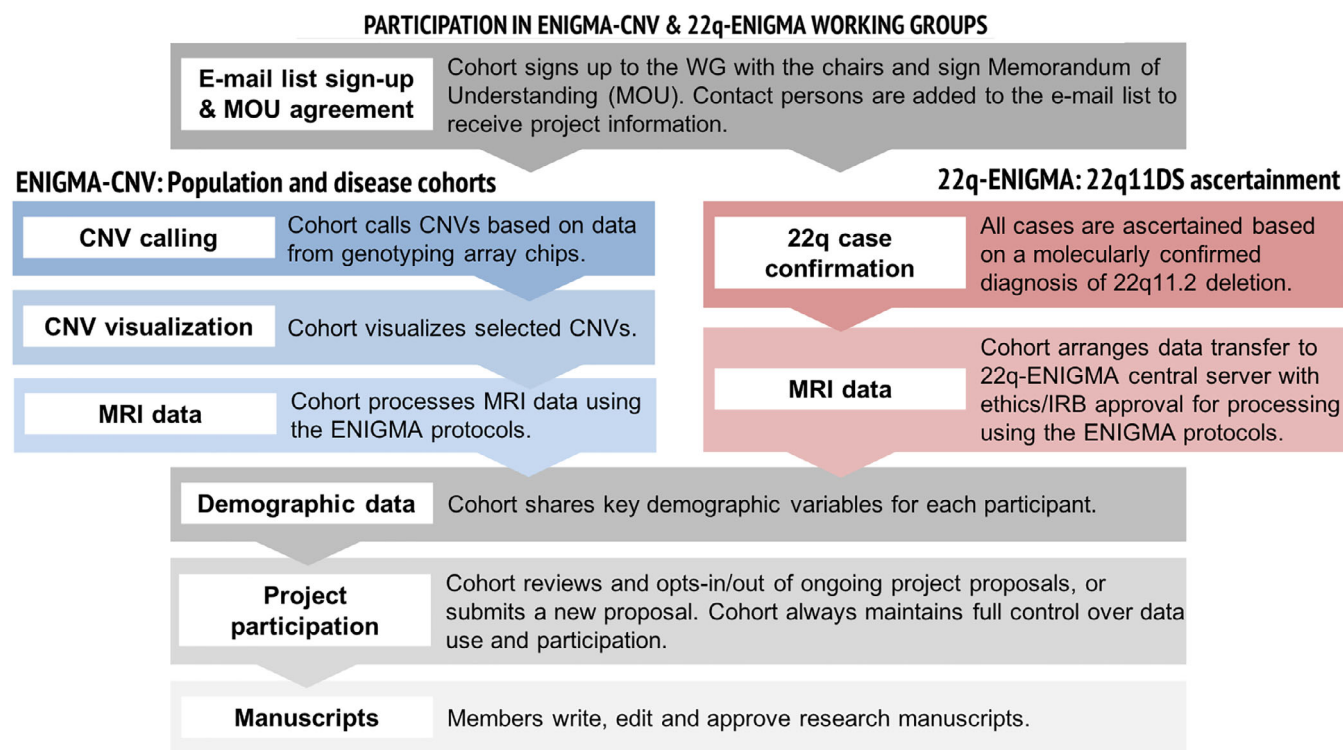 PARTICIPATION IN ENIGMA-CNV & 22q-ENIGMA WORKING GROUPS
E-mail list sign-up
& MOU agreement
Cohort signs up to the WG with the chairs and sign Memorandum of
Understanding (MOU). Contact persons are added to the e-mail list to
receive project information.
ENIGMA-CNV: Population and disease cohorts
CNV calling
Cohort calls CNVs based on data
from genotyping array chips.
CNV visualization
Cohort visualizes selected CNVs.
MRI data
Cohort processes MRI data using
the ENIGMA protocols.
22q-ENIGMA: 22q11DS ascertainment
22q case
confirmation
All cases are ascertained based
on a molecularly confirmed
diagnosis of 22q11.2 deletion.
MRI data
Cohort arranges data transfer to
22q-ENIGMA central server with
ethics/IRB approval for processing
using the ENIGMA protocols.
Demographic data
Cohort shares key demographic variables for each participant.
Project
participation
Cohort reviews and opts-in/out of ongoing project proposals, or
submits a new proposal. Cohort always maintains full control over data
use and participation.
Manuscripts
Members write, edit and approve research manuscripts.